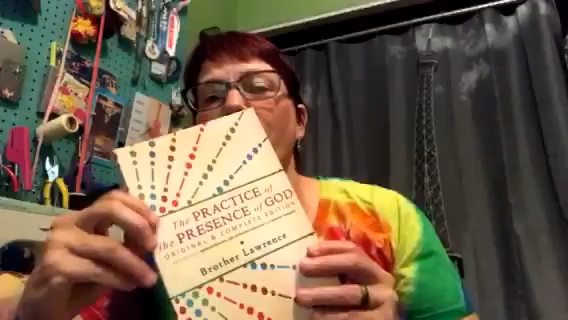 The PRACTICE of
the PRESENCE of GOD
ORIGINAL & COMPLETE EDITION
Brother Lawrence